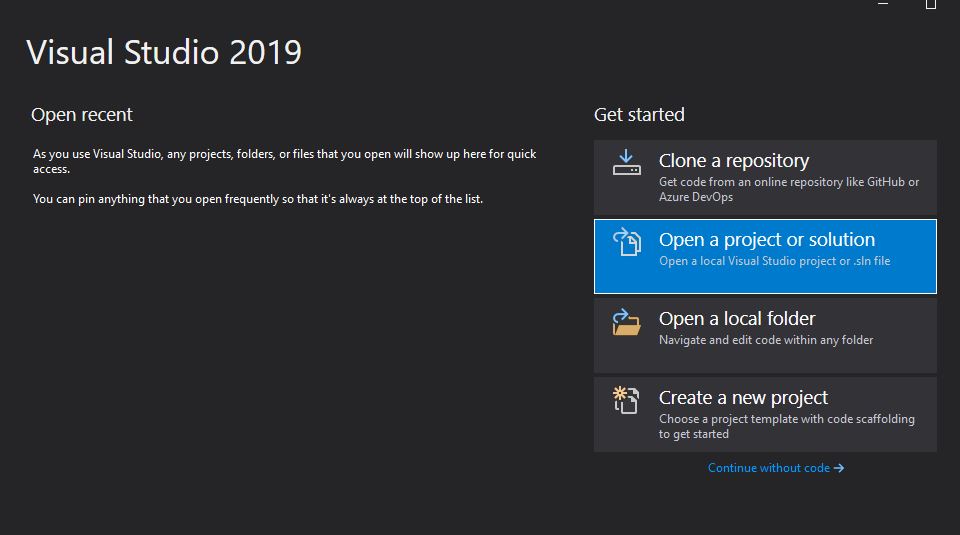 Visual Studio 2019
Open recent
As you use Visual Studio, any projects, folders, or files that you open will show up here for quick
access.
You can pin anything that you open frequently so that it's always at the top of the list.
Get started
Clone a repository
Get code from an online repository like GitHub or
Azure DevOps
Open a project or solution
Open a local Visual Studio project or .sln file
Open a local folder
Navigate and edit code within any folder
Create a new project
Choose a project template with code scaffolding
to get started
Continue without code